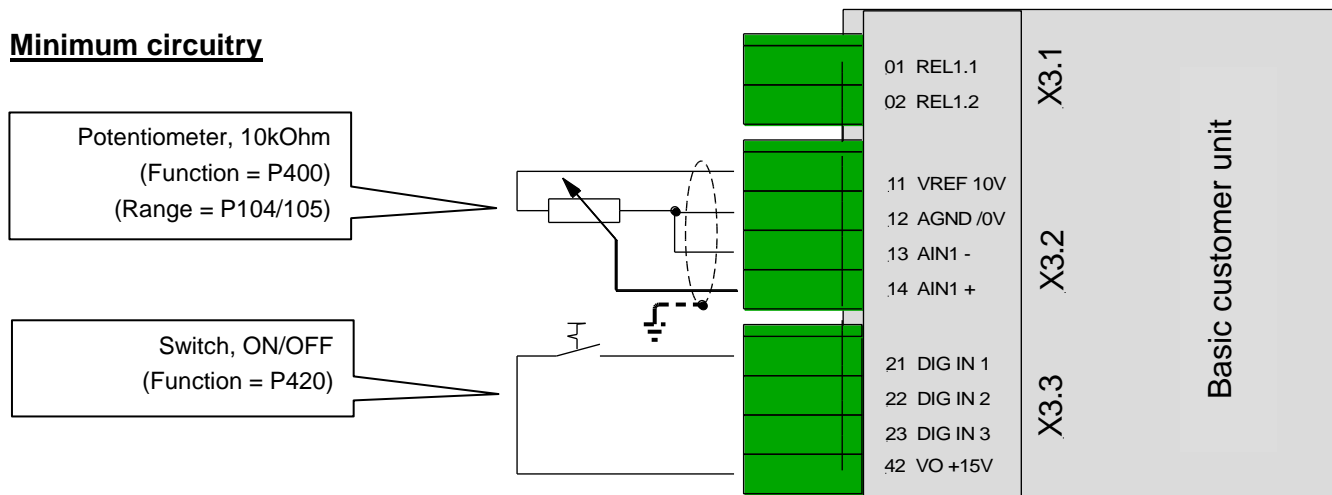 Minimum circuitry
Potentiometer, 10kOhm
(Function = P400)
(Range = P104/105)
Switch, ON/OFF
(Function = P420)
01 REL1.1
02 REL1.2
X3.1
11 VREF 10V
12 AGND /0V
13 AIN1 -
14 AIN1 +
X3.2
21 DIG IN 1
22 DIG IN 2
23 DIG IN 3
42 VO +15V
X3.3
Basic customer unit